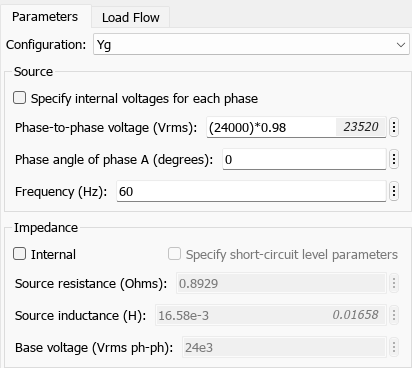 Parameters Load Flow
Configuration: Yg
Source
Specify internal voltages for each phase
Phase-to-phase voltage (Vrms): (24000)*0.98 23520
Phase angle of phase A (degrees): 0
Frequency (Hz): 60
Impedance
Internal Specify short-circuit level parameters
Source resistance (Ohms): 0.8929
Source inductance (H): 16.58e-3 0.01658
Base voltage (Vrms ph-ph): 24e3